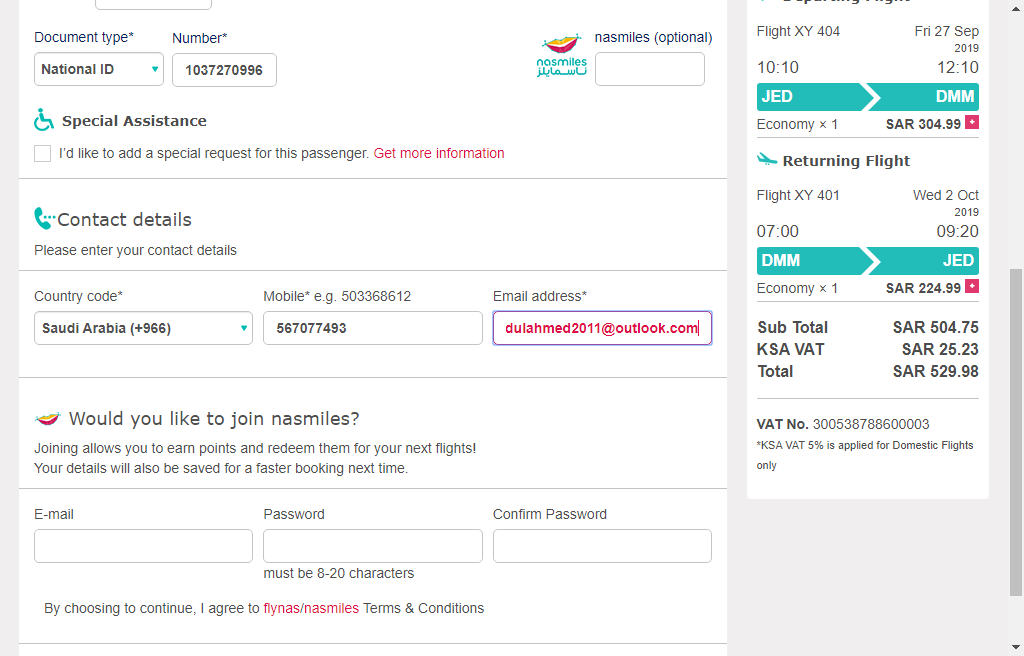 Document type*
Number*
nasmiles (optional)
National ID
1037270996
nasmiles
ناسمايلز
Special Assistance
I'd like to add a special request for this passenger. Get more information
Contact details
Please enter your contact details
Country code*
Mobile* e.g. 503368612
Email address*
Saudi Arabia (+966)
567077493
dulahmed2011@outlook.com
Would you like to join nasmiles?
Joining allows you to earn points and redeem them for your next flights!
Your details will also be saved for a faster booking next time.
E-mail
Password
Confirm Password
must be 8-20 characters
By choosing to continue, I agree to flynas/nasmiles Terms & Conditions
Flight XY 404
Fri 27 Sep
2019
10:10
12:10
JED
DMM
Economy × 1
SAR 304.99 +
Returning Flight
Flight XY 401
Wed 2 Oct
2019
07:00
09:20
DMM
JED
Economy × 1
SAR 224.99 +
Sub Total
SAR 504.75
KSA VAT
SAR 25.23
Total
SAR 529.98
VAT No. 300538788600003
*KSA VAT 5% is applied for Domestic Flights
only